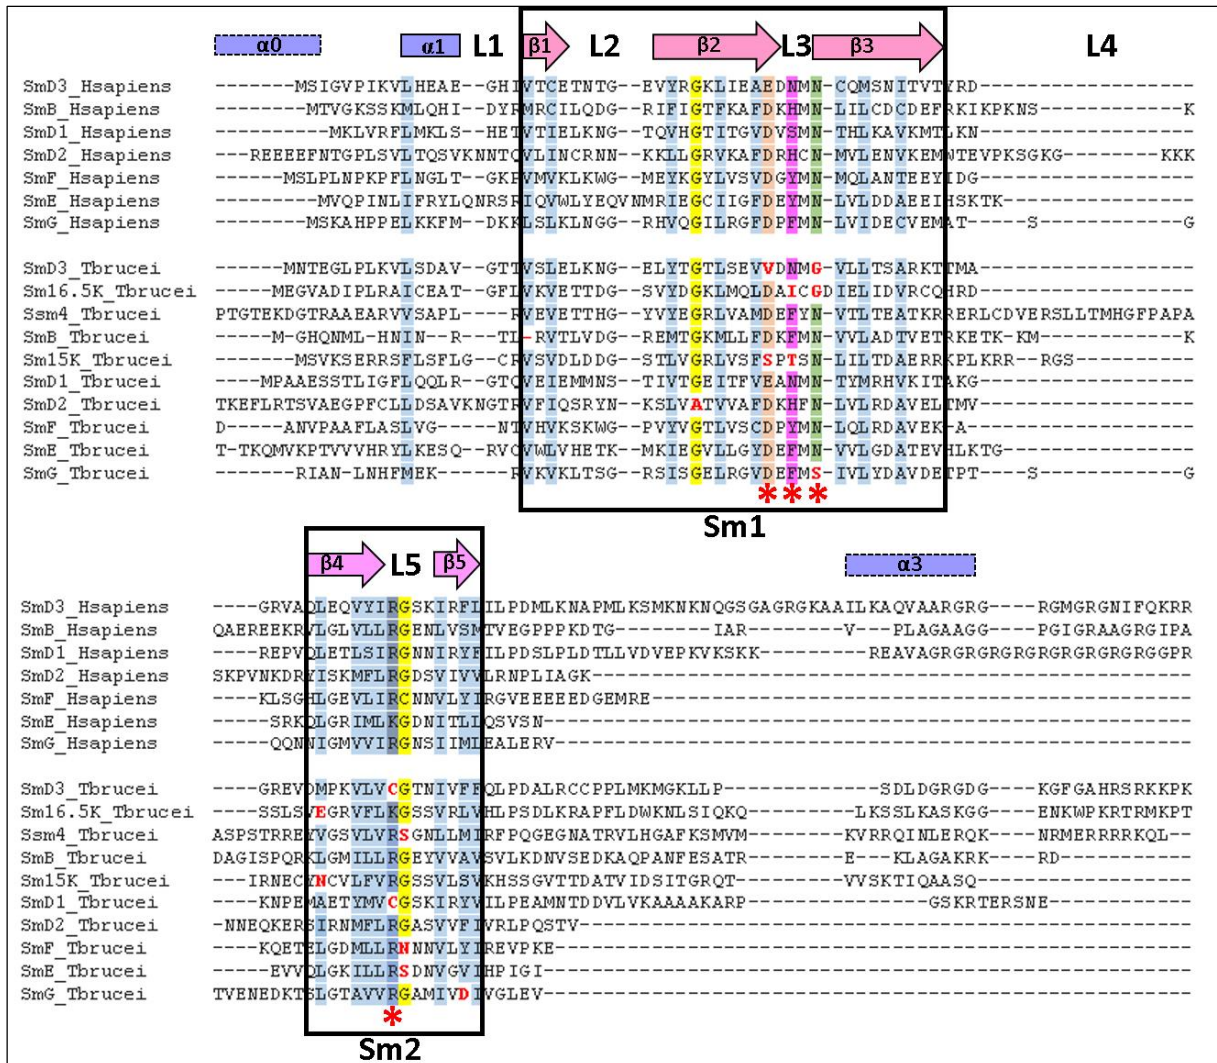 α0 α1 L1 β1 L2 β2 L3 β3 L4
SmD3_Hsapiens -------MSIGVPIKVLHEAE--GHIVTCETNTG--EVYRGKLIEAEDNMN-CQMSNITVTYRD------------------
SmB_Hsapiens -------MTVGKSSKMLQHI--DYRMRCILQDG--RIFIGTFKAFDKHMN-LILCDCDEFRKIKPKNS-------------K
SmD1_Hsapiens ----------MKLVRFLMKLS--HETVTIELKNG--TQVHGTITGVDVSMN-THLKAVKMTLKN------------------
SmD2_Hsapiens ---REEEEFNTGPLSVLTQSVKNNTQVLINCRNN--KKLLGRVKAFDRHCN-MVLENVKEMWTEVPKSGKG--------KKK
SmF_Hsapiens ------MSLPLNPKPFLNGLT--GKPVMVKLKWG--MEYKGYLVSVDGYMN-MQLANTEEYIDG------------------
SmE_Hsapiens ---------MVQPINLIFRYLQNRSRIQVWLYEQVNMRIEGCIIGFDEYMN-LVLDDAEEIHSKTK----------------
SmG_Hsapiens -------MSKAHPPELKKFM--DKKLSLKLNGG--RHVQGILRGFDPFMN-LVIDECVEMAT-----S------------G
SmD3_Tbrucei -------MNTEGLPLKVLSDAV--GTTVSLELKNG--ELYTGTLSEVVDNMG-VLLTSARKTTMA------------------
Sm16.5K_Tbrucei -------MEGVADIPLRAICEAT--GFLVKVETTDG--SVYDGKLMQLDAICGDIELIDVRCQHRD------------------
Ssm4_Tbrucei PTGTEKDGTRAAEARVVSAPL---RVEVETTHG--YVYEGRLVAMDEFYN-VTLTEATKRRERLCDVERSLLTMHGFPAPA
SmB_Tbrucei -----M-GHQNML-HNIN--R--TL-RVTLVDG--REMTGKMLLFDKFMN-VVLADTVETRKETK-KM------------K
Sm15K_Tbrucei ------MSVKSERRSFLSFLG--CRVSVDLDDG--STLVGRLVSFSPTSN-LILTDAERRKPLKRR--RGS----------
SmD1_Tbrucei ----MPAAESSTLIGFLQQLR--GTQVEIEMMNS--TIVTGEITFVEANMN-TYMRHVKITAKG------------------
SmD2_Tbrucei TKEFLRTSVAEGPFCLLDSAVKNGTRVFIQSRYN--KSLVATVVAFDKHFN-LVLRDAVELTMV------------------
SmF_Tbrucei D-----ANVPAAFLASLVG----NTVHVKSKWG--PVYVGTLVSCDPYMN-LQLRDAVEK-A--------------------
SmE_Tbrucei T-TKQMVKPTVVVHRYLKESQ--RVCVWLVHETK--MKIEGVLLGYDEFMN-VVLGDATEVHLKTG----------------
SmG_Tbrucei -------RIAN-LNHFMEK----RVKVKLTSG--RSISGELRGVDEFMS-IVLYDAVDETPT-----S------------G
* * *
Sm1
β4 L5 β5 α3
SmD3_Hsapiens ----GRVAQLEQVYIRGSKIRFLILPDMLKNAPMLKSMKNKNQGSGAGRGKAAILKAQVAARGRG----RGMGRGNIFQKRR
SmB_Hsapiens QAEREEKRVLGLVLLRGENLVSMTVEGPPPKDTG--------IAR-------V---PLAGAAGG----PGIGRAAGRGIPA
SmD1_Hsapiens ----REPVQLETLSIRGNNIRYFILPDSLPLDTLLVDVEPKVKSKK-------REAVAGRGRGRGRGRGRGRGRGRGRGGPR
SmD2_Hsapiens SKPVNKDRYISKMFLRGDSVIVVLRNPLIAGK--------------------------------------------------
SmF_Hsapiens ----KLSGHLGEVLIRCNNVLYIRGVEEEEEDGEMRE---------------------------------------------
SmE_Hsapiens -----SRKQLGRIMLKGDNITLLQSVSN------------------------------------------------------
SmG_Hsapiens -----QQNNIGMVVIRGNSIIMLEALERV-----------------------------------------------------
SmD3_Tbrucei ----GREVDMPKVLVCGTNIVFFQLPDALRCCPPLMKMGKLLP---------SDLDGRGDG----KGFGAHRSRKKPK
Sm16.5K_Tbrucei ----SSLSVEGRVFLKGSSVRLVHLPSDLKRAPFLDWKNLSIQKQ-------LKSSLKASKGG---ENKWPKRTRMKPT
Ssm4_Tbrucei ASPSTRREYVGSVLVRSGNLLMIRFPQGEGNATRVLHGAFKSMVM-------KVRRQINLERQK----NRMERRRRKQL--
SmB_Tbrucei DAGISPQRKLGMILLRGEYVVAVSVLKDNVSEDKAQPANFESATR-------E---KLAGAKRK----RD-----------
Sm15K_Tbrucei ----IRNECYNCVLFVRGSSVLSVKHSSGVTTDATVIDSITGRQT-------VVSKTIQAASQ------------------
SmD1_Tbrucei ----KNPEMAETYMVCGSKIRYVILPEAMNTDDVLVKAAAAKARP----------GSKRTERSNE----------------
SmD2_Tbrucei -NNEQKERSIRNMFLRGASVVFIVRLPQSTV---------------------------------------------------
SmF_Tbrucei ----KQETELGDMLLRNNNVLYIREVPKE-----------------------------------------------------
SmE_Tbrucei -----EVVQLGKILLRSDNVGVIHPIGI------------------------------------------------------
SmG_Tbrucei TVENEDKTSLGTAVVRGAMIVDIVGLEV------------------------------------------------------
*
Sm2